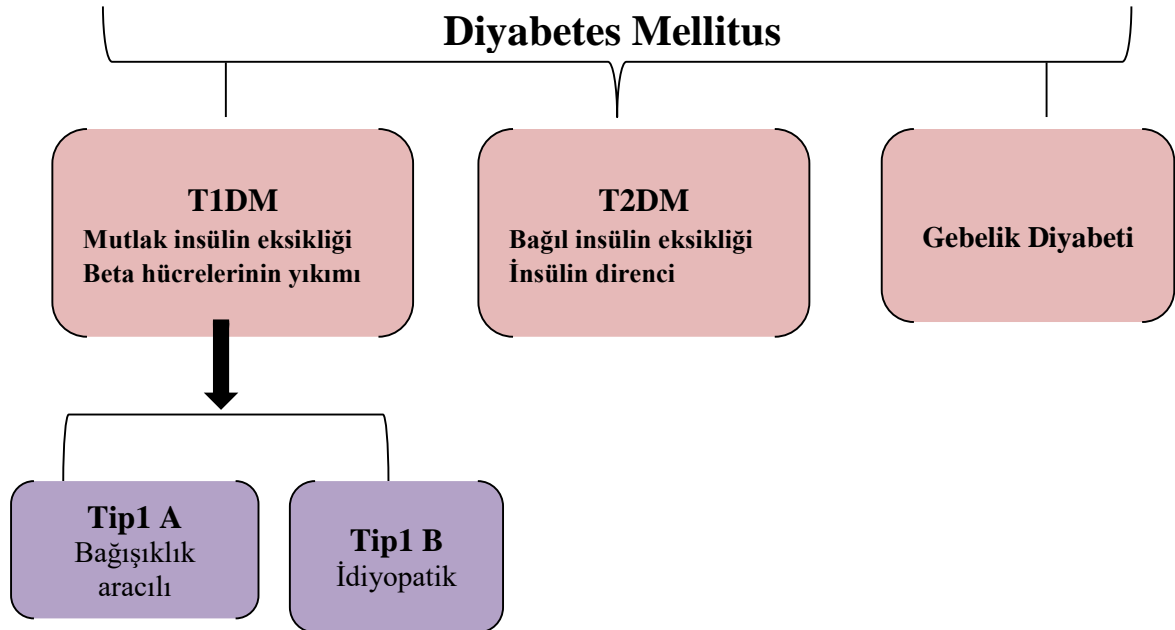 Diyabetes Mellitus
T1DM
Mutlak insülin eksikliği
Beta hücrelerinin yıkımı
T2DM
Bağıl insülin eksikliği
İnsülin direnci
Gebelik Diyabeti
Tip1 A
Bağışıklık
aracılı
Tip1 B
İdiyopatik